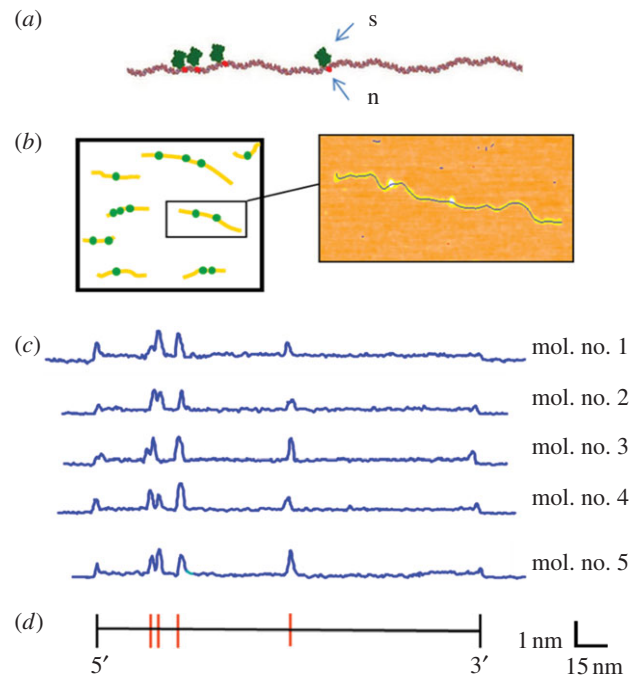 (a)
s
n
(b)
(c)
mol. no. 1
mol. no. 2
mol. no. 3
mol. no. 4
mol. no. 5
(d)
5′
3′
1 nm
15 nm